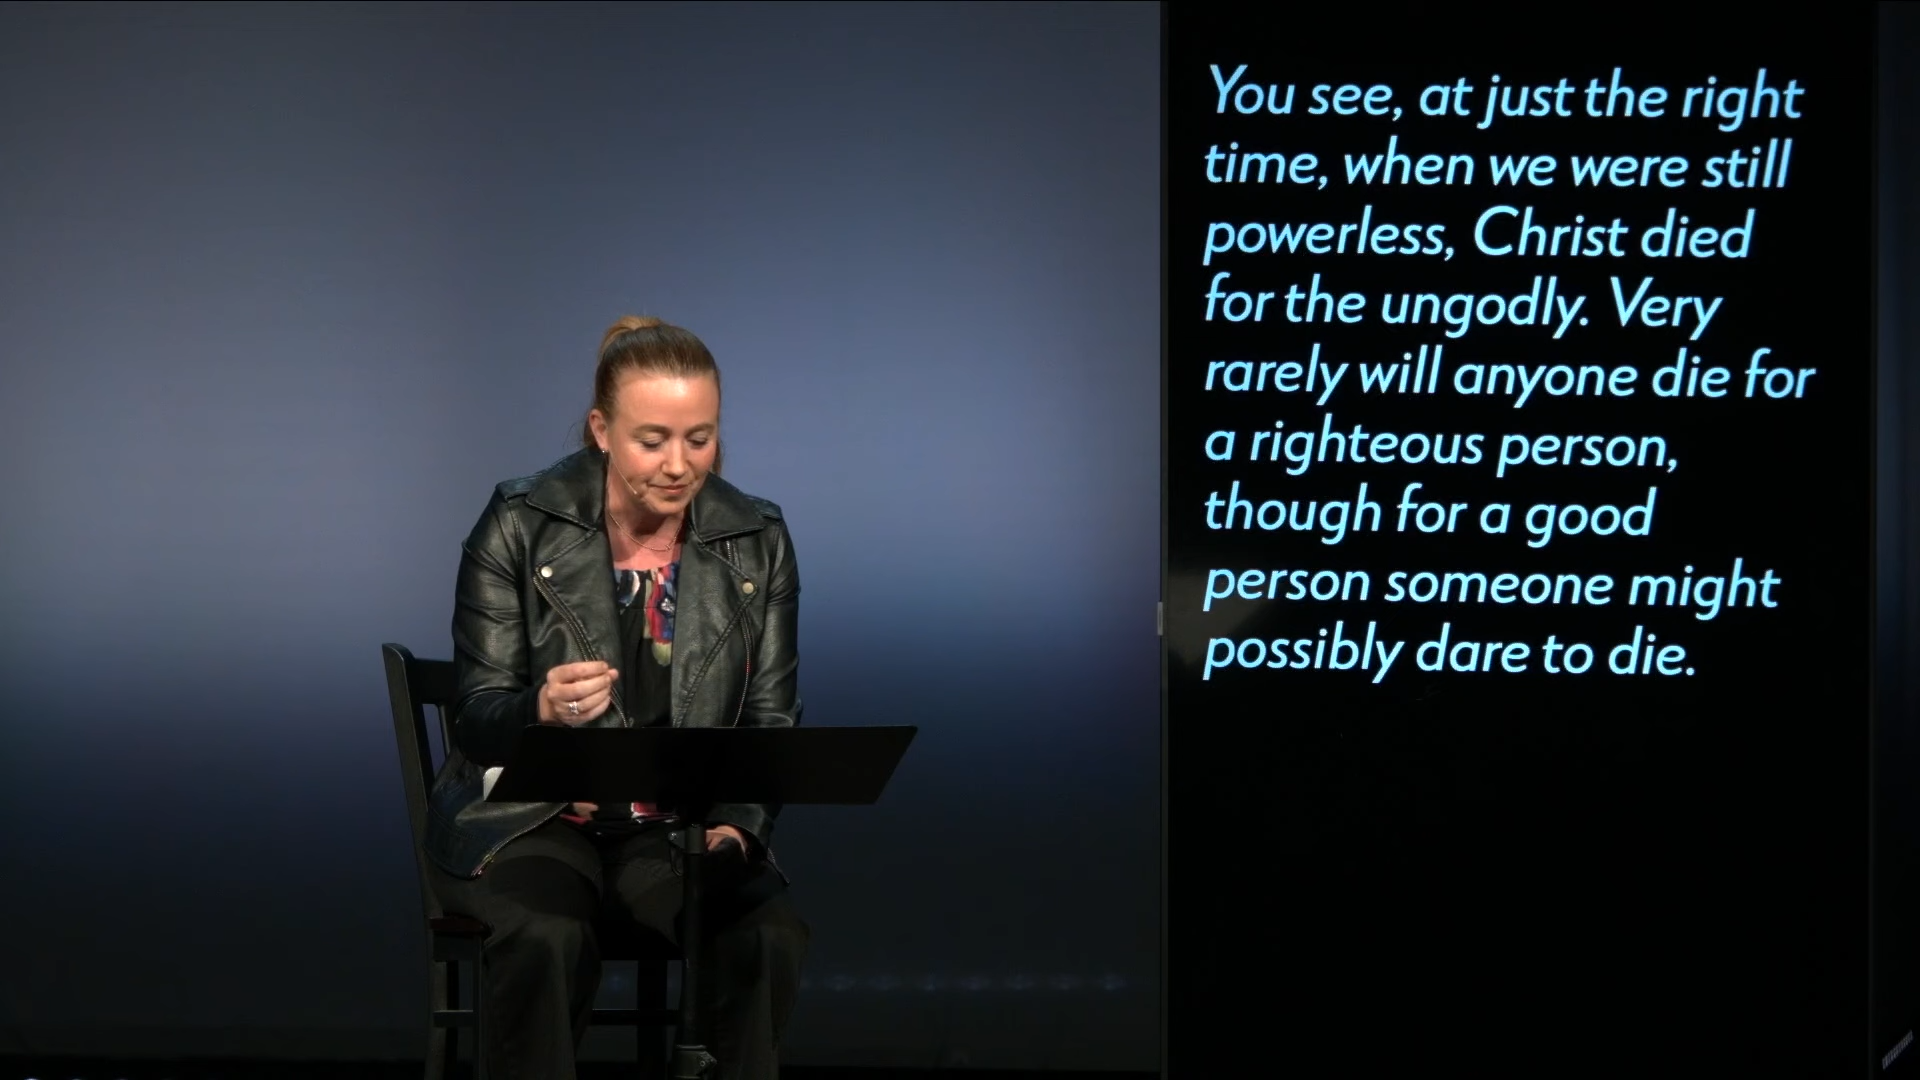 You see, at just the right
time, when we were still
powerless, Christ died
for the ungodly. Very
rarely will anyone die for
a righteous person,
though for a good
person someone might
possibly dare to die.